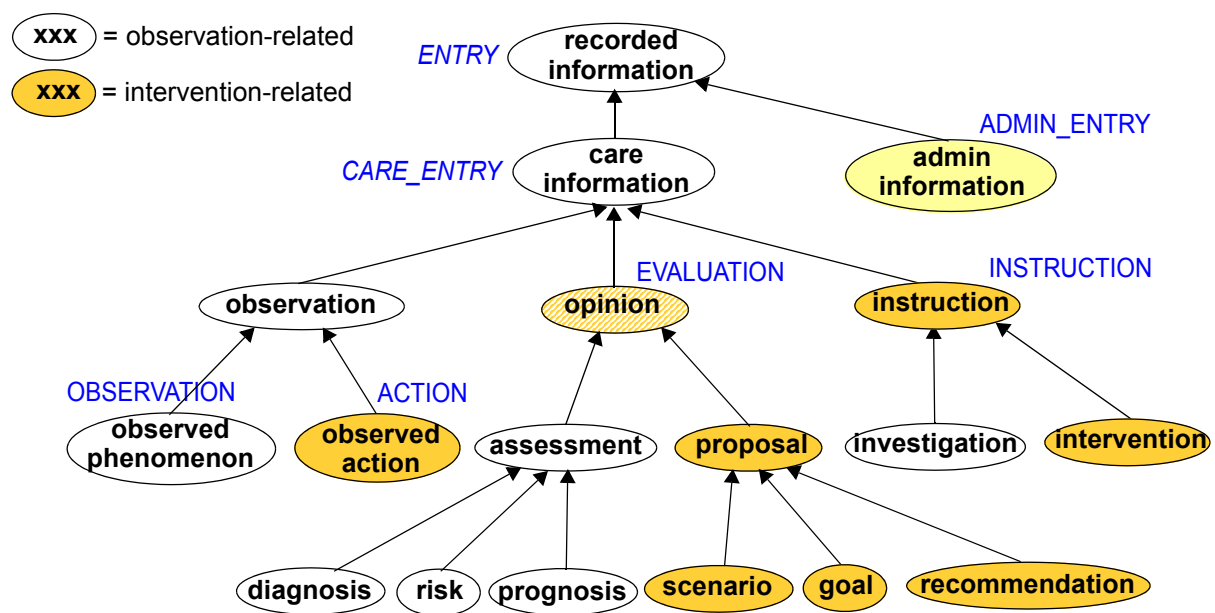 xxx = observation-related
xxx = intervention-related
ENTRY
recorded
information
ADMIN_ENTRY
CARE_ENTRY
care
information
admin
information
EVALUATION
INSTRUCTION
observation
opinion
instruction
OBSERVATION
ACTION
observed
phenomenon
observed
action
assessment
proposal
investigation
intervention
diagnosis
risk
prognosis
scenario
goal
recommendation